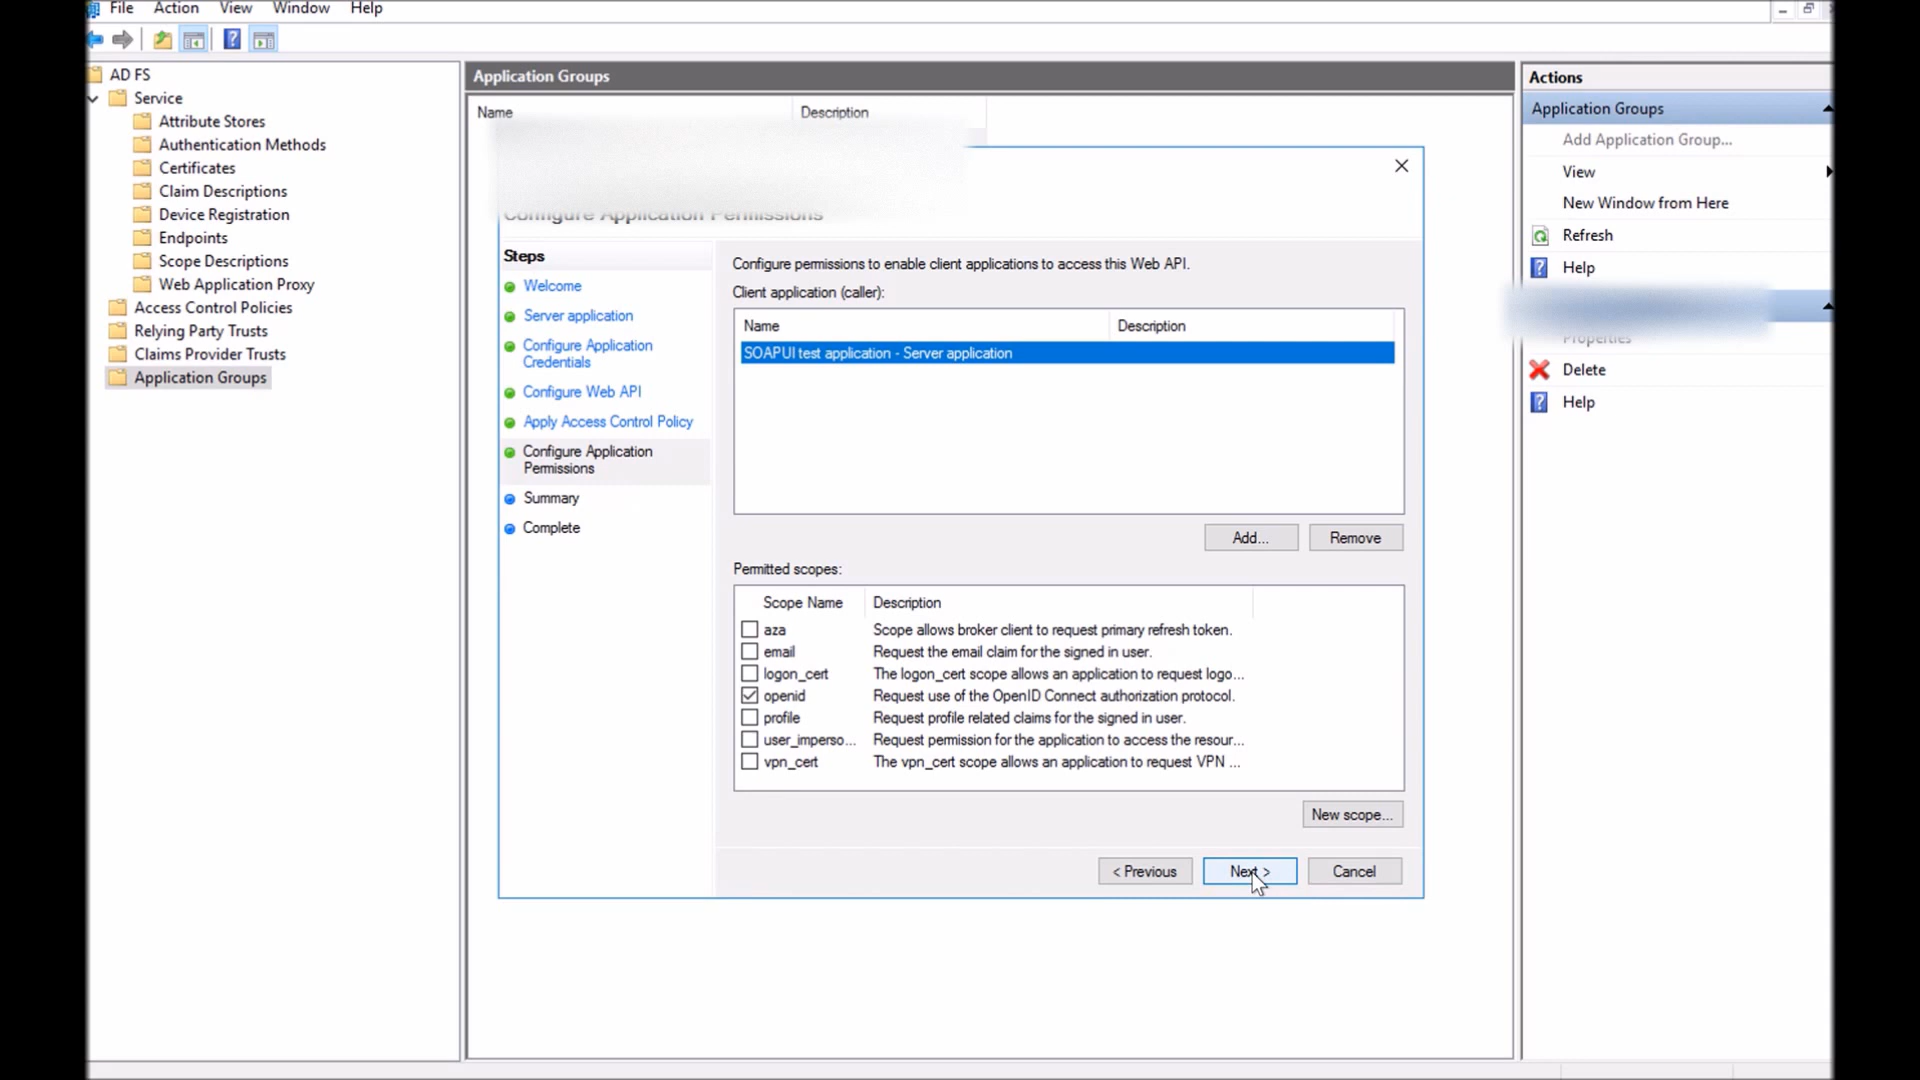 File Action View Window Help
AD FS
Service
Attribute Stores
Authentication Methods
Certificates
Claim Descriptions
Device Registration
Endpoints
Scope Descriptions
Web Application Proxy
Access Control Policies
Relying Party Trusts
Claims Provider Trusts
Application Groups
Application Groups
Name Description
Configure Application Permissions
Steps
Welcome
Server application
Configure Application
Credentials
Configure Web API
Apply Access Control Policy
Configure Application
Permissions
Summary
Complete
Configure permissions to enable client applications to access this Web API.
Client application (caller):
Name Description
SOAPUI test application - Server application
Add... Remove
Permitted scopes:
Scope Name Description
aza Scope allows broker client to request primary refresh token.
email Request the email claim for the signed in user.
logon_cert The logon_cert scope allows an application to request logo...
openid Request use of the OpenID Connect authorization protocol.
profile Request profile related claims for the signed in user.
user_imperso... Request permission for the application to access the resour...
vpn_cert The vpn_cert scope allows an application to request VPN ...
New scope...
< Previous Next > Cancel
Actions
Application Groups
Add Application Group...
View
New Window from Here
Refresh
Help
Properties
Delete
Help